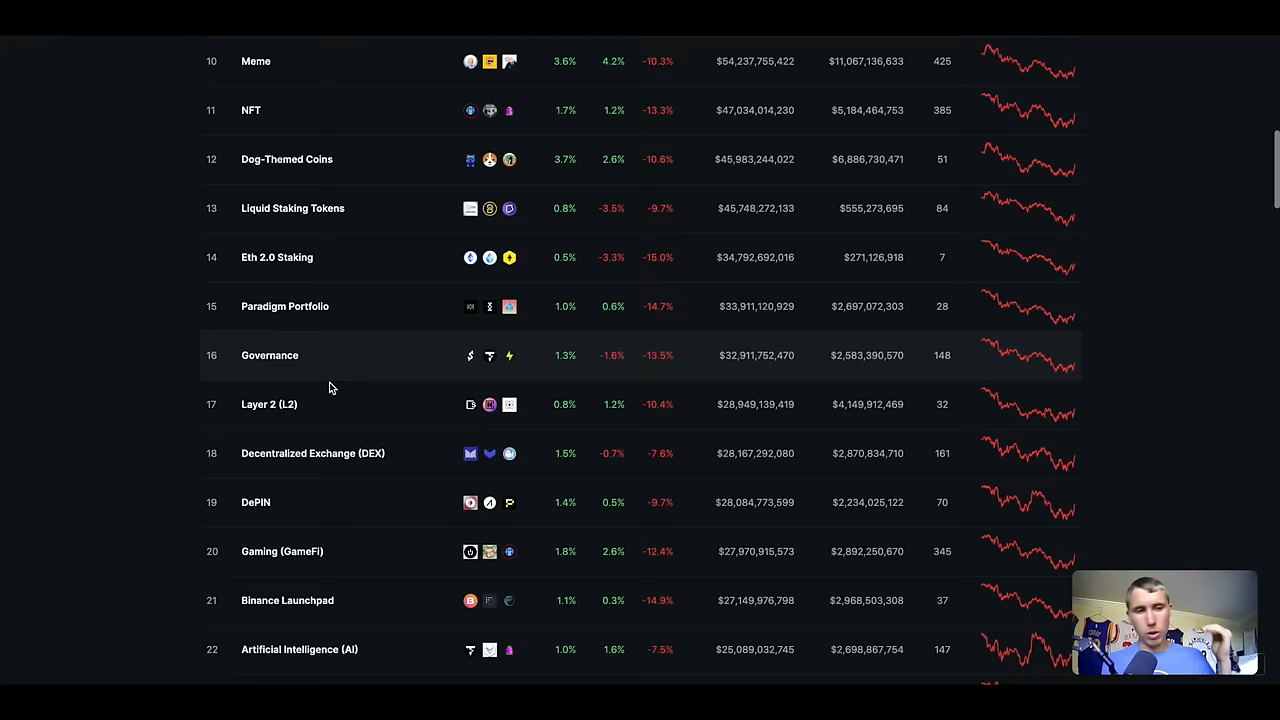 10 Meme 3.6% 4.2% -10.3% $54,237,755,422 $11,067,136,633 425
11 NFT 1.7% 1.2% -13.3% $47,034,014,230 $5,184,464,753 385
12 Dog-Themed Coins 3.7% 2.6% -10.6% $45,983,244,022 $6,886,730,471 51
13 Liquid Staking Tokens 0.8% -3.5% -9.7% $45,748,272,133 $555,273,695 84
14 Eth 2.0 Staking 0.5% -3.3% -15.0% $34,792,692,016 $271,126,918 7
15 Paradigm Portfolio 1.0% 0.6% -14.7% $33,911,120,929 $2,697,072,303 28
16 Governance 1.3% -1.6% -13.5% $32,911,752,470 $2,583,390,570 148
17 Layer 2 (L2) 0.8% 1.2% -10.4% $28,949,139,419 $4,149,912,469 32
18 Decentralized Exchange (DEX) 1.5% -0.7% -7.6% $28,167,292,080 $2,870,834,710 161
19 DePIN 1.4% 0.5% -9.7% $28,084,773,599 $2,234,025,122 70
20 Gaming (GameFi) 1.8% 2.6% -12.4% $27,970,915,573 $2,892,250,670 345
21 Binance Launchpad 1.1% 0.3% -14.9% $27,149,976,798 $2,968,503,308 37
22 Artificial Intelligence (AI) 1.0% 1.6% -7.5% $25,089,032,745 $2,698,867,754 147